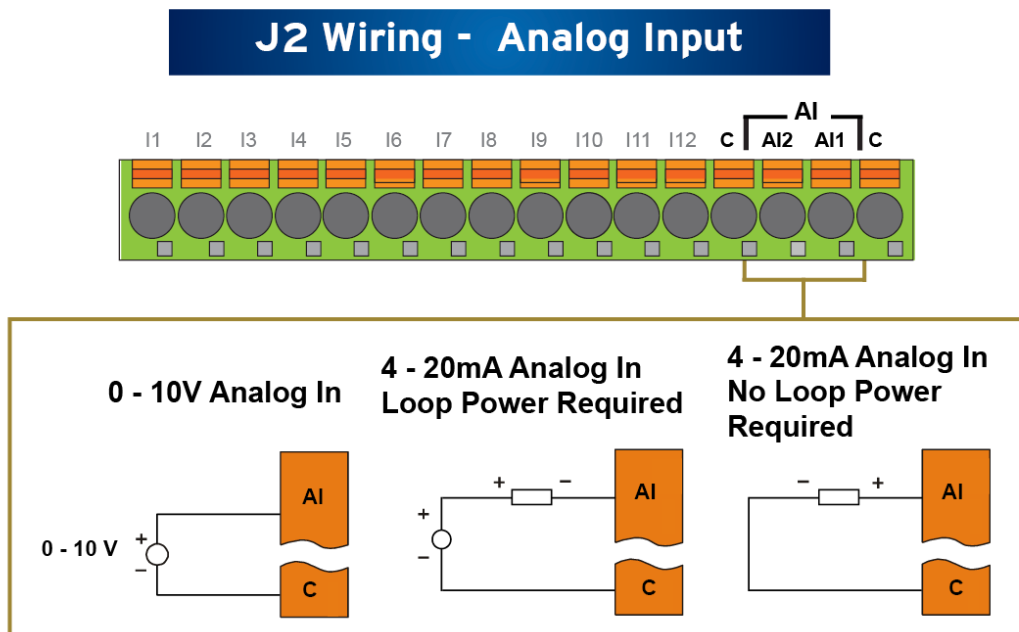 J2 Wiring - Analog Input
AI
I1 I2 I3 I4 I5 I6 I7 I8 I9 I10 I11 I12 C AI2 AI1 C
0 - 10V Analog In
4 - 20mA Analog In
Loop Power Required
4 - 20mA Analog In
No Loop Power
Required
0 - 10 V
+
−
AI
C
+
−
+ −
AI
C
− +
AI
C